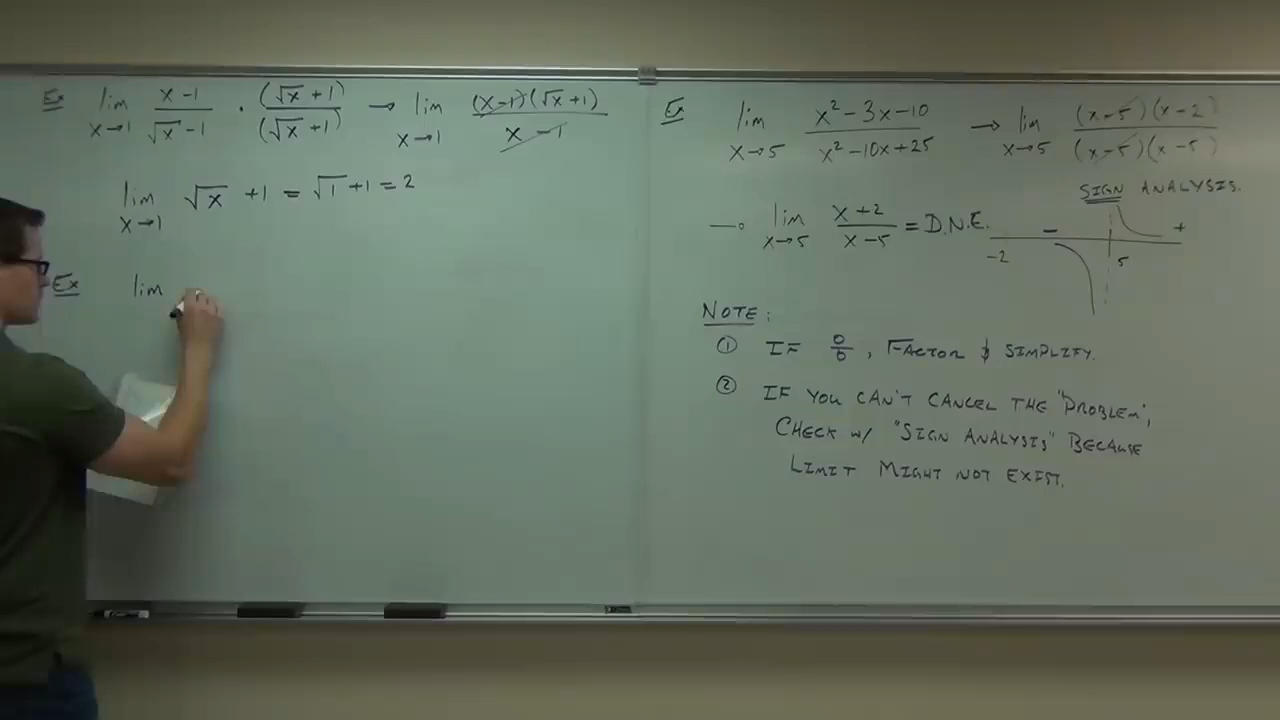 Ex lim x→1 (x-1)/(√x -1) · (√x +1)/(√x +1) → lim x→1 (x-1)(√x+1)/(x-1)
lim x→1 √x +1 = √1 +1 = 2
Ex lim
Ex lim x→5 (x²-3x-10)/(x²-10x+25) → lim x→5 (x-5)(x-2)/(x-5)(x-5)
SIGN ANALYSIS.
→ lim x→5 (x+2)/(x-5) = D.N.E.
- +
-2 5
NOTE:
① IF 0/0, FACTOR & SIMPLIFY.
② IF YOU CAN'T CANCEL THE "PROBLEM",
CHECK W/ "SIGN ANALYSIS" BECAUSE
LIMIT MIGHT NOT EXIST.